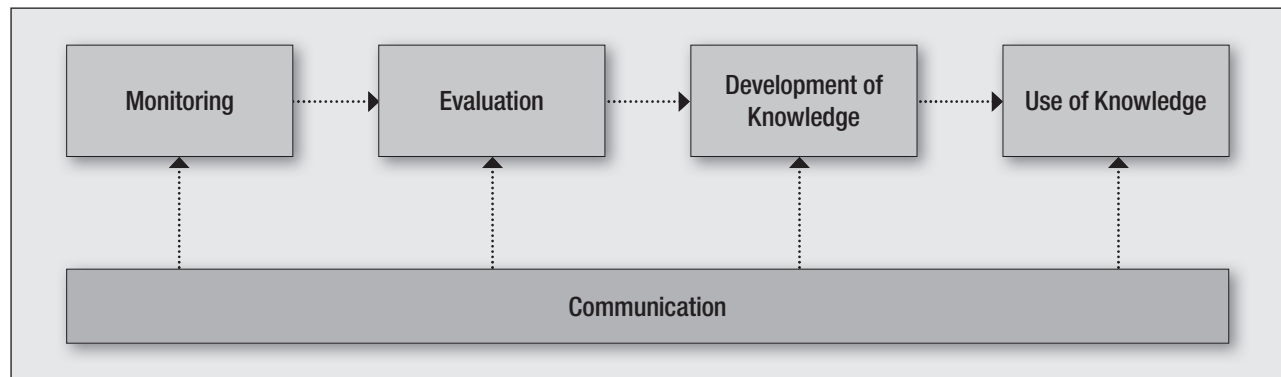 Monitoring
Evaluation
Development of
Knowledge
Use of Knowledge
Communication